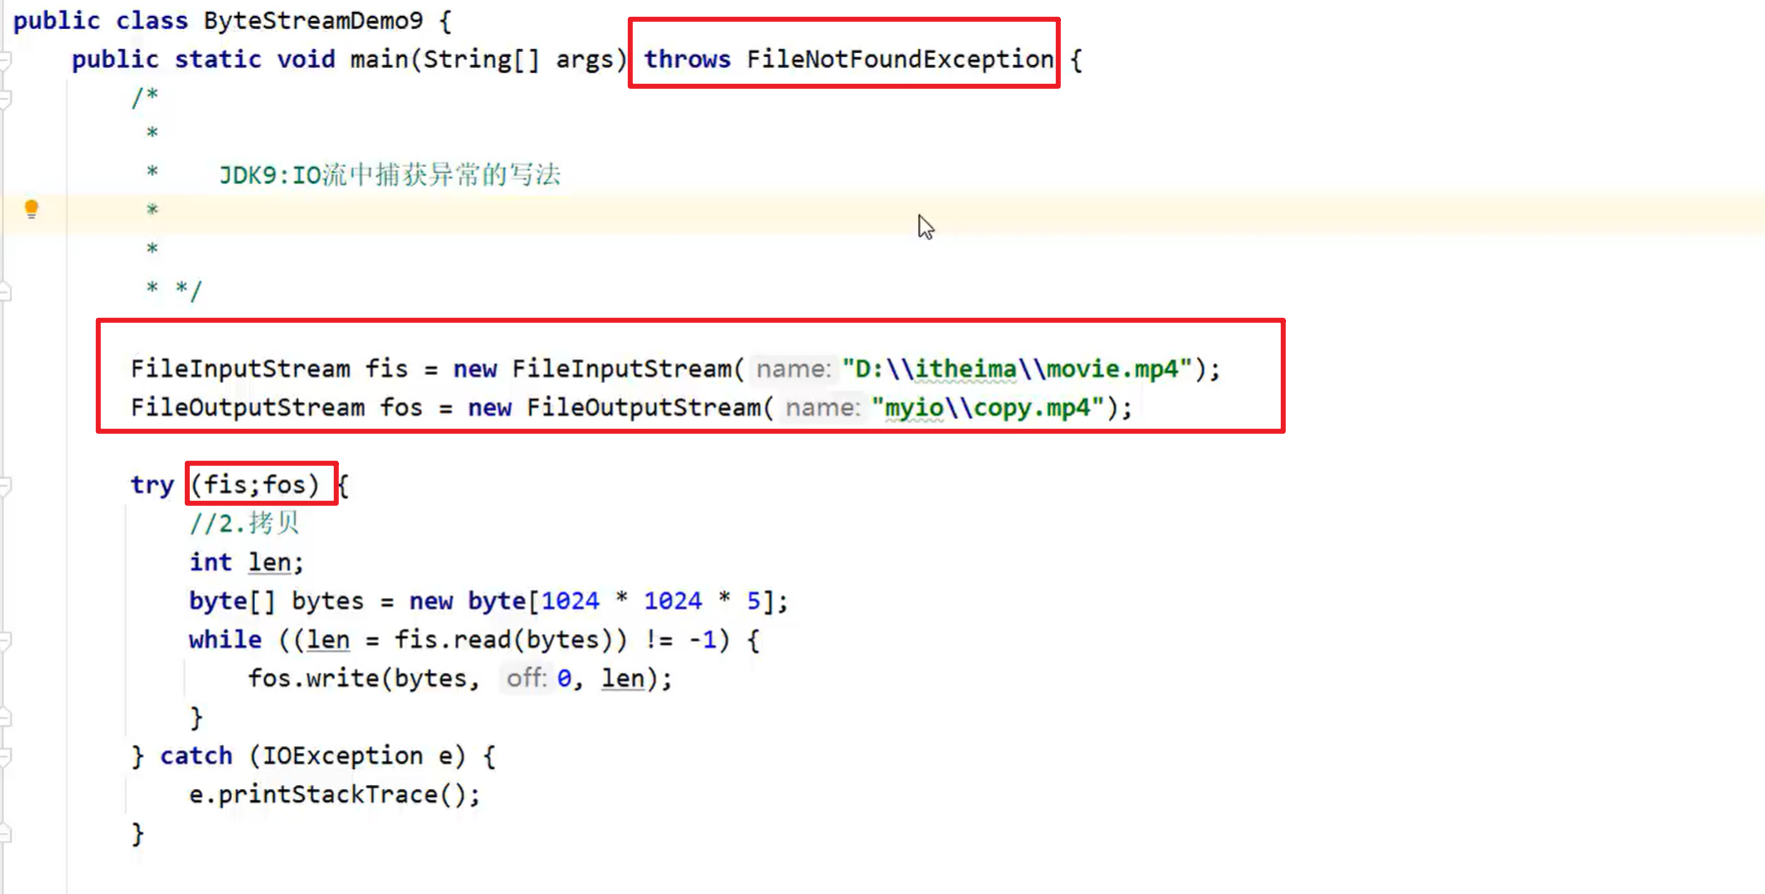 public class ByteStreamDemo9 {
public static void main(String[] args) throws FileNotFoundException {
/*
*
*    JDK9:IO流中捕获异常的写法
*
*
* */
FileInputStream fis = new FileInputStream( name: "D:\\itheima\\movie.mp4");
FileOutputStream fos = new FileOutputStream( name: "myio\\copy.mp4");
try (fis;fos) {
//2.拷贝
int len;
byte[] bytes = new byte[1024 * 1024 * 5];
while ((len = fis.read(bytes)) != -1) {
fos.write(bytes, off: 0, len);
}
} catch (IOException e) {
e.printStackTrace();
}